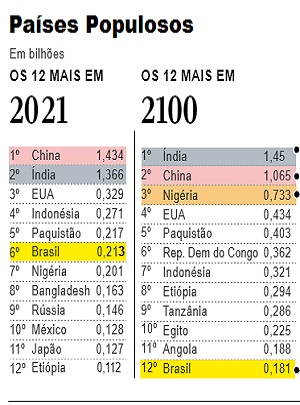 Países Populosos
Em bilhões
OS 12 MAIS EM
2021
1º China 1,434
2º Índia 1,366
3º EUA 0,329
4º Indonésia 0,271
5º Paquistão 0,217
6º Brasil 0,213
7º Nigéria 0,201
8º Bangladesh 0,163
9º Rússia 0,146
10º México 0,128
11º Japão 0,127
12º Etiópia 0,112
OS 12 MAIS EM
2100
1º Índia 1,45
2º China 1,065
3º Nigéria 0,733
4º EUA 0,434
5º Paquistão 0,403
6º Rep. Dem do Congo 0,362
7º Indonésia 0,321
8º Etiópia 0,294
9º Tanzânia 0,286
10º Egito 0,225
11º Angola 0,188
12º Brasil 0,181